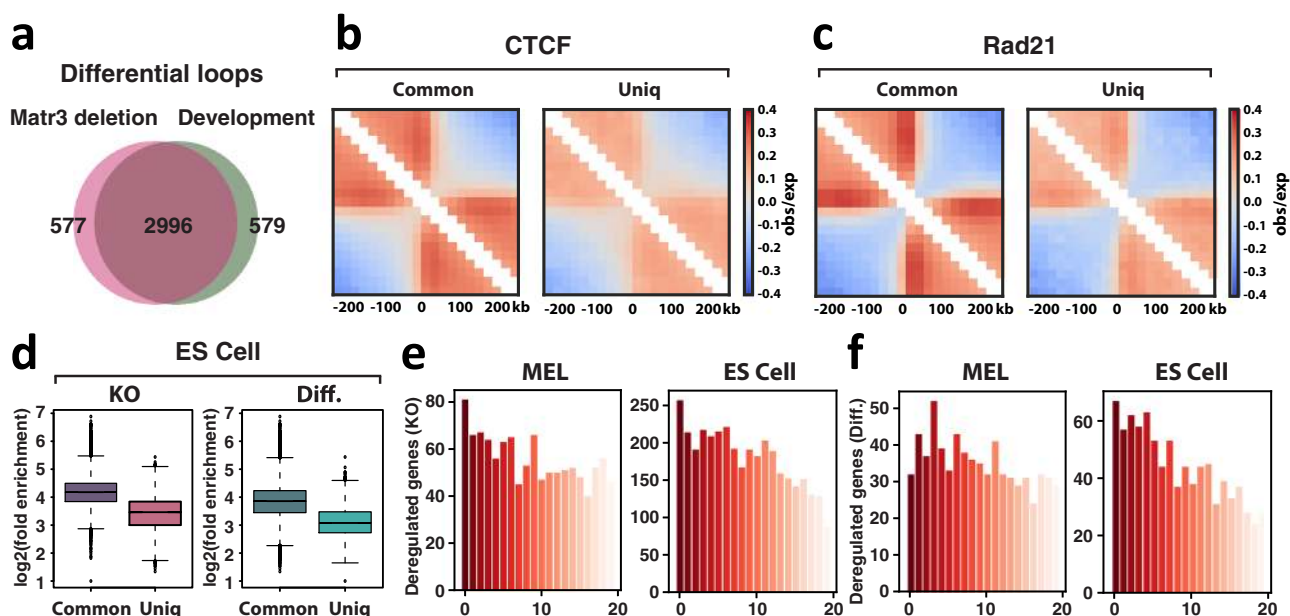 a
Differential loops
Matr3 deletion Development
577 2996 579
b
CTCF
Common Uniq
0.4
0.3
0.2
0.1
0.0
-0.1
-0.2
-0.3
-0.4
obs/exp
-200 -100 0 100 200 kb
-200 -100 0 100 200 kb
c
Rad21
Common Uniq
0.4
0.3
0.2
0.1
0.0
-0.1
-0.2
-0.3
-0.4
obs/exp
-200 -100 0 100 200 kb
-200 -100 0 100 200 kb
d
ES Cell
KO Diff.
log2(fold enrichment)
7
6
5
4
3
2
1
Common Uniq
log2(fold enrichment)
7
6
5
4
3
2
1
Common Uniq
e
MEL ES Cell
Deregulated genes (KO)
80
60
40
20
0
0 10 20
250
200
150
100
50
0
0 10 20
f
MEL ES Cell
Deregulated genes (Diff.)
50
40
30
20
10
0
0 10 20
60
40
20
0
0 10 20